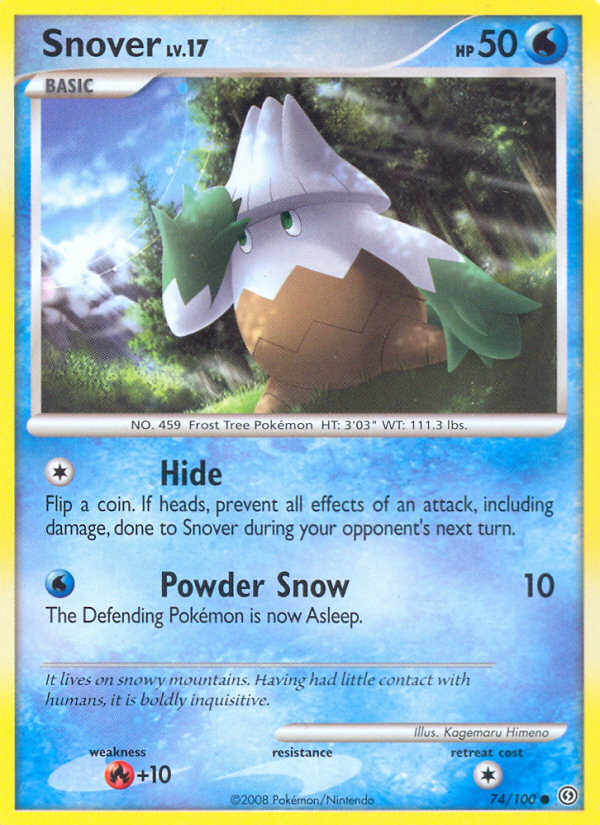 Snover LV.17
HP 50
BASIC
NO. 459 Frost Tree Pokémon HT: 3'03" WT: 111.3 lbs.
Hide
Flip a coin. If heads, prevent all effects of an attack, including
damage, done to Snover during your opponent's next turn.
Powder Snow 10
The Defending Pokémon is now Asleep.
It lives on snowy mountains. Having had little contact with
humans, it is boldly inquisitive.
Illus. Kagemaru Himeno
weakness resistance retreat cost
+10
©2008 Pokémon/Nintendo 74/100